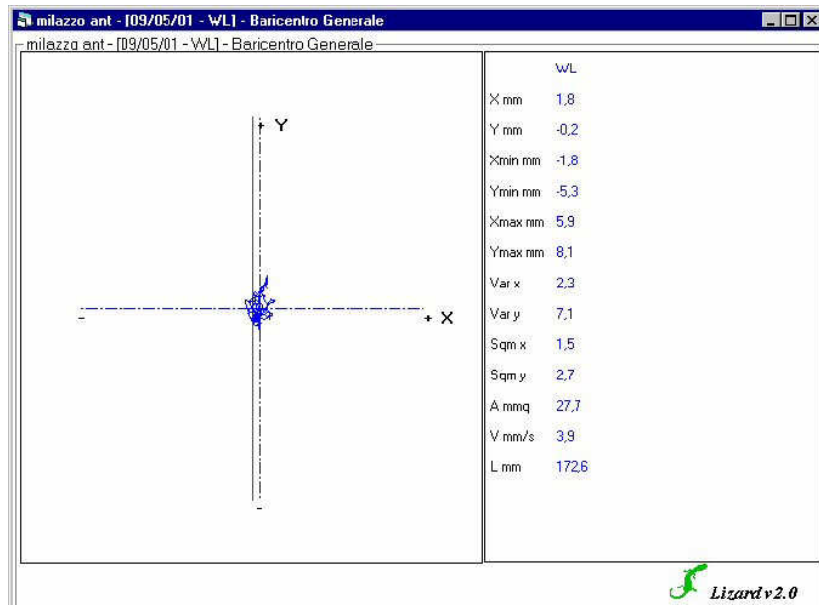 milazzo ant - [09/05/01 - WL] - Baricentro Generale
milazzo ant - [09/05/01 - WL] - Baricentro Generale
+ Y
- + X
-
WL
X mm 1,8
Y mm -0,2
Xmin mm -1,8
Ymin mm -5,3
Xmax mm 5,9
Ymax mm 8,1
Var x 2,3
Var y 7,1
Sqm x 1,5
Sqm y 2,7
A mmq 27,7
V mm/s 3,9
L mm 172,6
Lizard v2.0